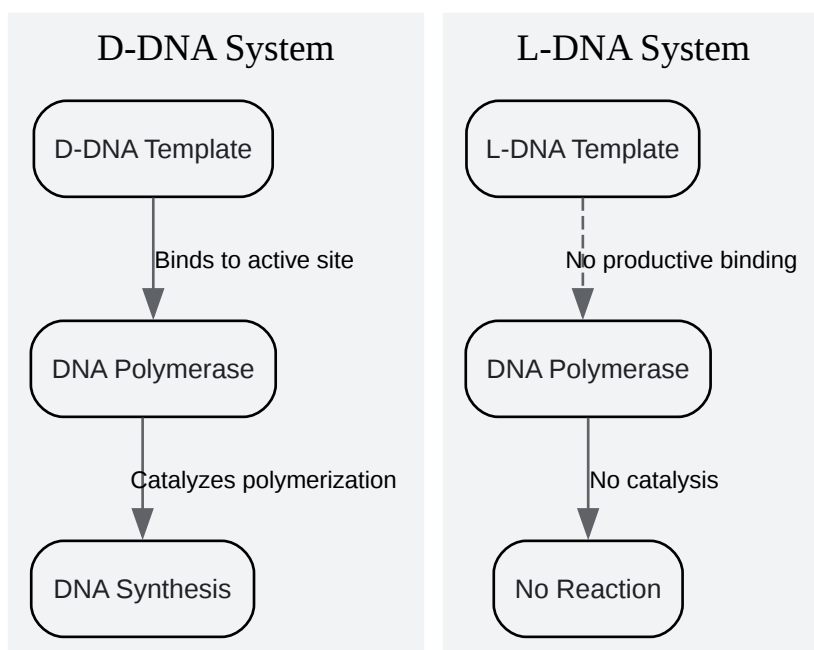 D-DNA System
D-DNA Template
Binds to active site
DNA Polymerase
Catalyzes polymerization
DNA Synthesis
L-DNA System
L-DNA Template
No productive binding
DNA Polymerase
No catalysis
No Reaction